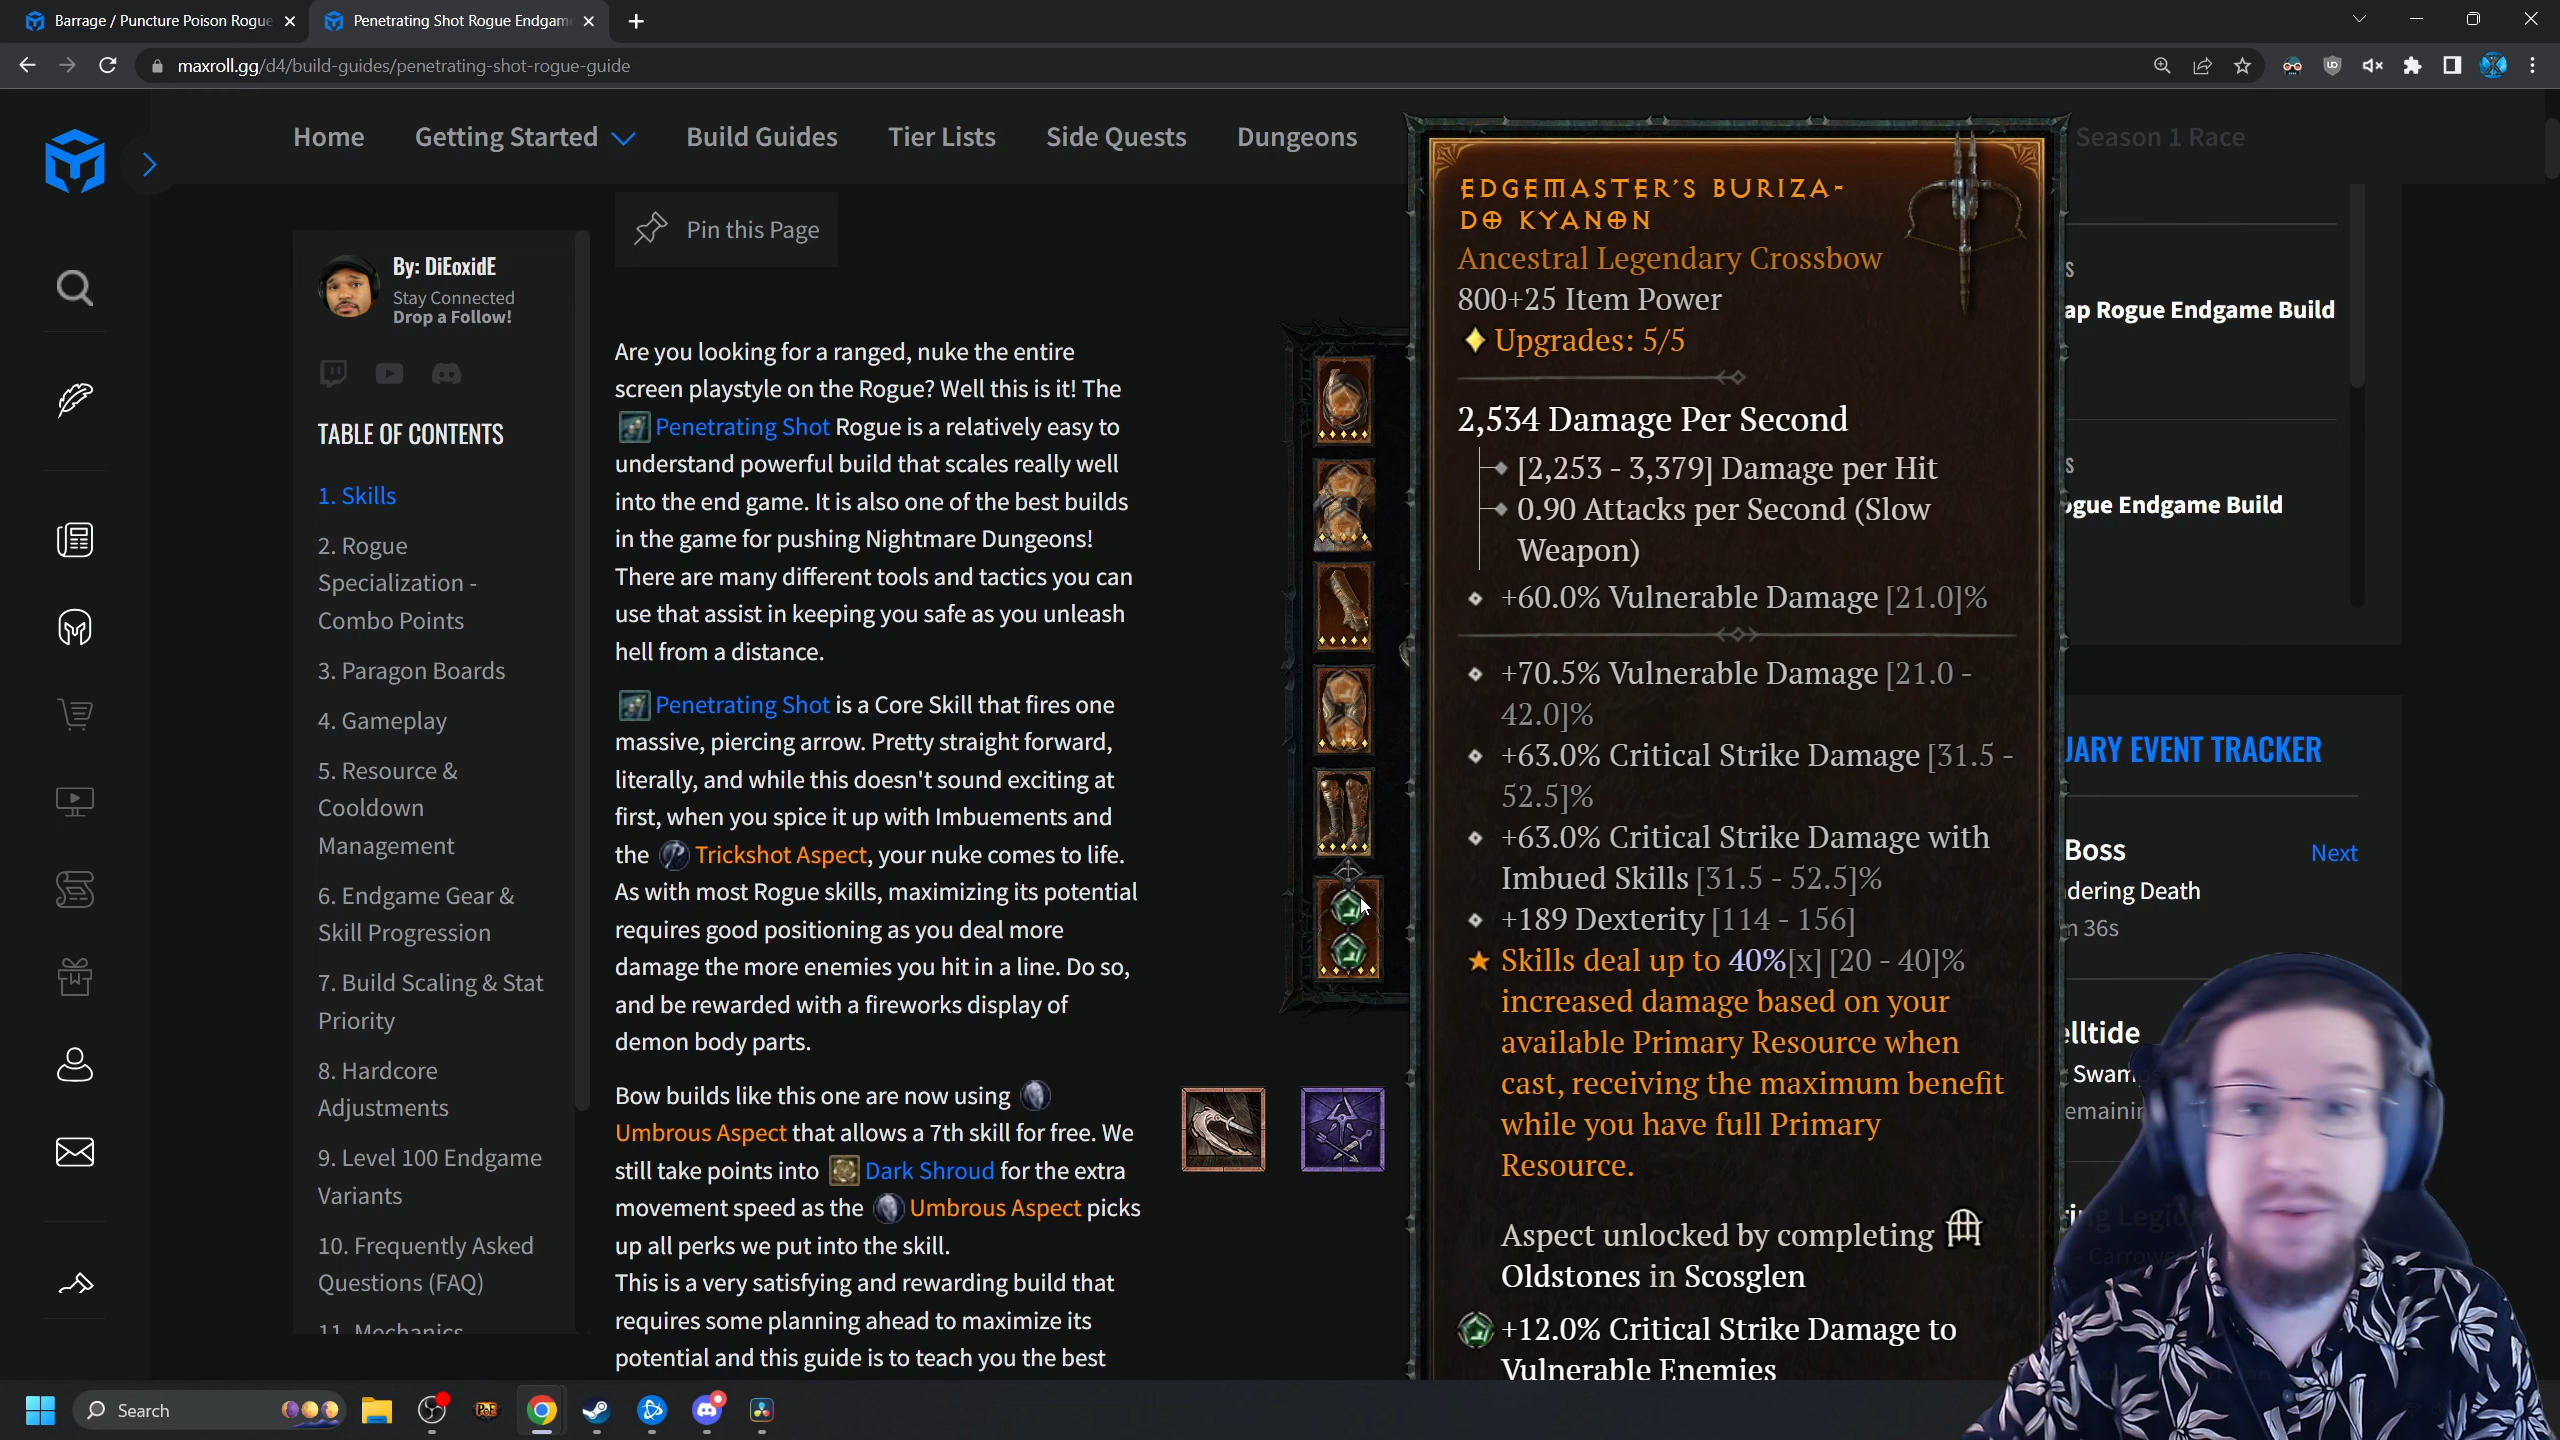 Barrage / Puncture Poison Rogue
Penetrating Shot Rogue Endgam
maxroll.gg/d4/build-guides/penetrating-shot-rogue-guide
Home
Getting Started
Build Guides
Tier Lists
Side Quests
Dungeons
Season 1 Race
Pin this Page
By: DiEoxidE
Stay Connected
Drop a Follow!
TABLE OF CONTENTS
1. Skills
2. Rogue
Specialization -
Combo Points
3. Paragon Boards
4. Gameplay
5. Resource &
Cooldown
Management
6. Endgame Gear &
Skill Progression
7. Build Scaling & Stat
Priority
8. Hardcore
Adjustments
9. Level 100 Endgame
Variants
10. Frequently Asked
Questions (FAQ)
11. Mechanics
Are you looking for a ranged, nuke the entire
screen playstyle on the Rogue? Well this is it! The
Penetrating Shot Rogue is a relatively easy to
understand powerful build that scales really well
into the end game. It is also one of the best builds
in the game for pushing Nightmare Dungeons!
There are many different tools and tactics you can
use that assist in keeping you safe as you unleash
hell from a distance.
Penetrating Shot is a Core Skill that fires one
massive, piercing arrow. Pretty straight forward,
literally, and while this doesn't sound exciting at
first, when you spice it up with Imbuements and
the Trickshot Aspect, your nuke comes to life.
As with most Rogue skills, maximizing its potential
requires good positioning as you deal more
damage the more enemies you hit in a line. Do so,
and be rewarded with a fireworks display of
demon body parts.
Bow builds like this one are now using
Umbrous Aspect that allows a 7th skill for free. We
still take points into Dark Shroud for the extra
movement speed as the Umbrous Aspect picks
up all perks we put into the skill.
This is a very satisfying and rewarding build that
requires some planning ahead to maximize its
potential and this guide is to teach you the best
EDGEMASTER'S BURIZA-
DO KYANON
Ancestral Legendary Crossbow
800+25 Item Power
Upgrades: 5/5
2,534 Damage Per Second
[2,253 - 3,379] Damage per Hit
0.90 Attacks per Second (Slow
Weapon)
+60.0% Vulnerable Damage [21.0]%
+70.5% Vulnerable Damage [21.0 -
42.0]%
+63.0% Critical Strike Damage [31.5 -
52.5]%
+63.0% Critical Strike Damage with
Imbued Skills [31.5 - 52.5]%
+189 Dexterity [114 - 156]
Skills deal up to 40%[x] [20 - 40]%
increased damage based on your
available Primary Resource when
cast, receiving the maximum benefit
while you have full Primary
Resource.
Aspect unlocked by completing
Oldstones in Scosglen
+12.0% Critical Strike Damage to
Vulnerable Enemies
s
ap Rogue Endgame Build
s
ogue Endgame Build
UARY EVENT TRACKER
Boss
Next
dering Death
36s
elltide
Swam
emainin
ng Legio
Carrow
Search
PoE